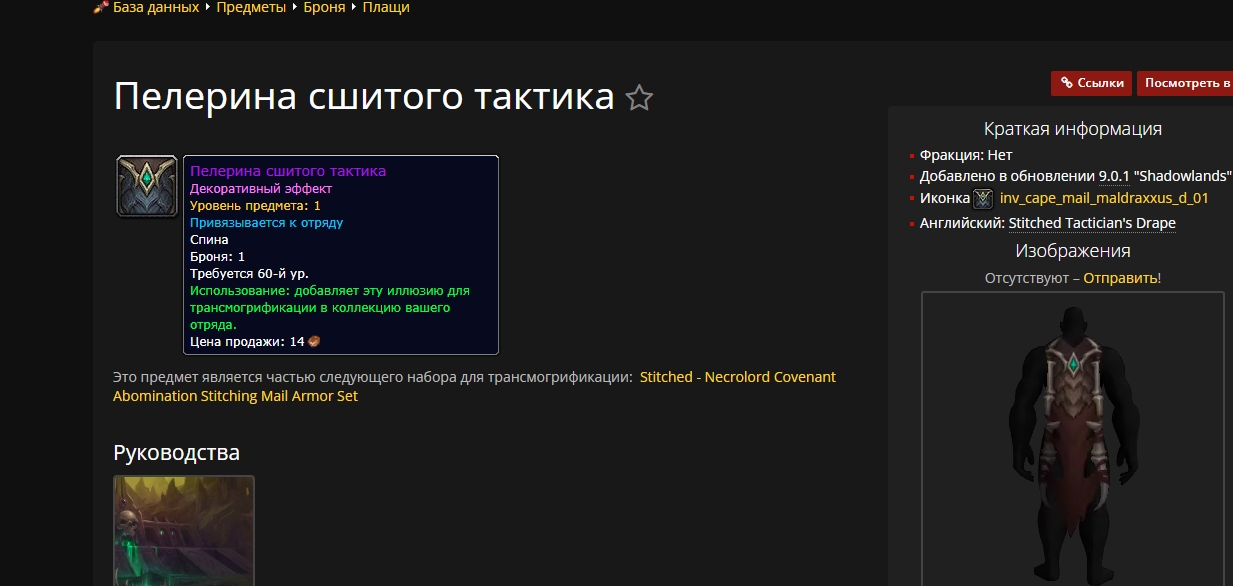 База данных Предметы Броня Плащи
Пелерина сшитого тактика
Ссылки
Посмотреть в
Пелерина сшитого тактика
Декоративный эффект
Уровень предмета: 1
Привязывается к отряду
Спина
Броня: 1
Требуется 60-й ур.
Использование: добавляет эту иллюзию для
трансмогрификации в коллекцию вашего
отряда.
Цена продажи: 14
Это предмет является частью следующего набора для трансмогрификации: Stitched - Necrolord Covenant
Abomination Stitching Mail Armor Set
Руководства
Краткая информация
Фракция: Нет
Добавлено в обновлении 9.0.1 "Shadowlands"
Иконка inv_cape_mail_maldraxxus_d_01
Английский: Stitched Tactician's Drape
Изображения
Отсутствуют – Отправить!